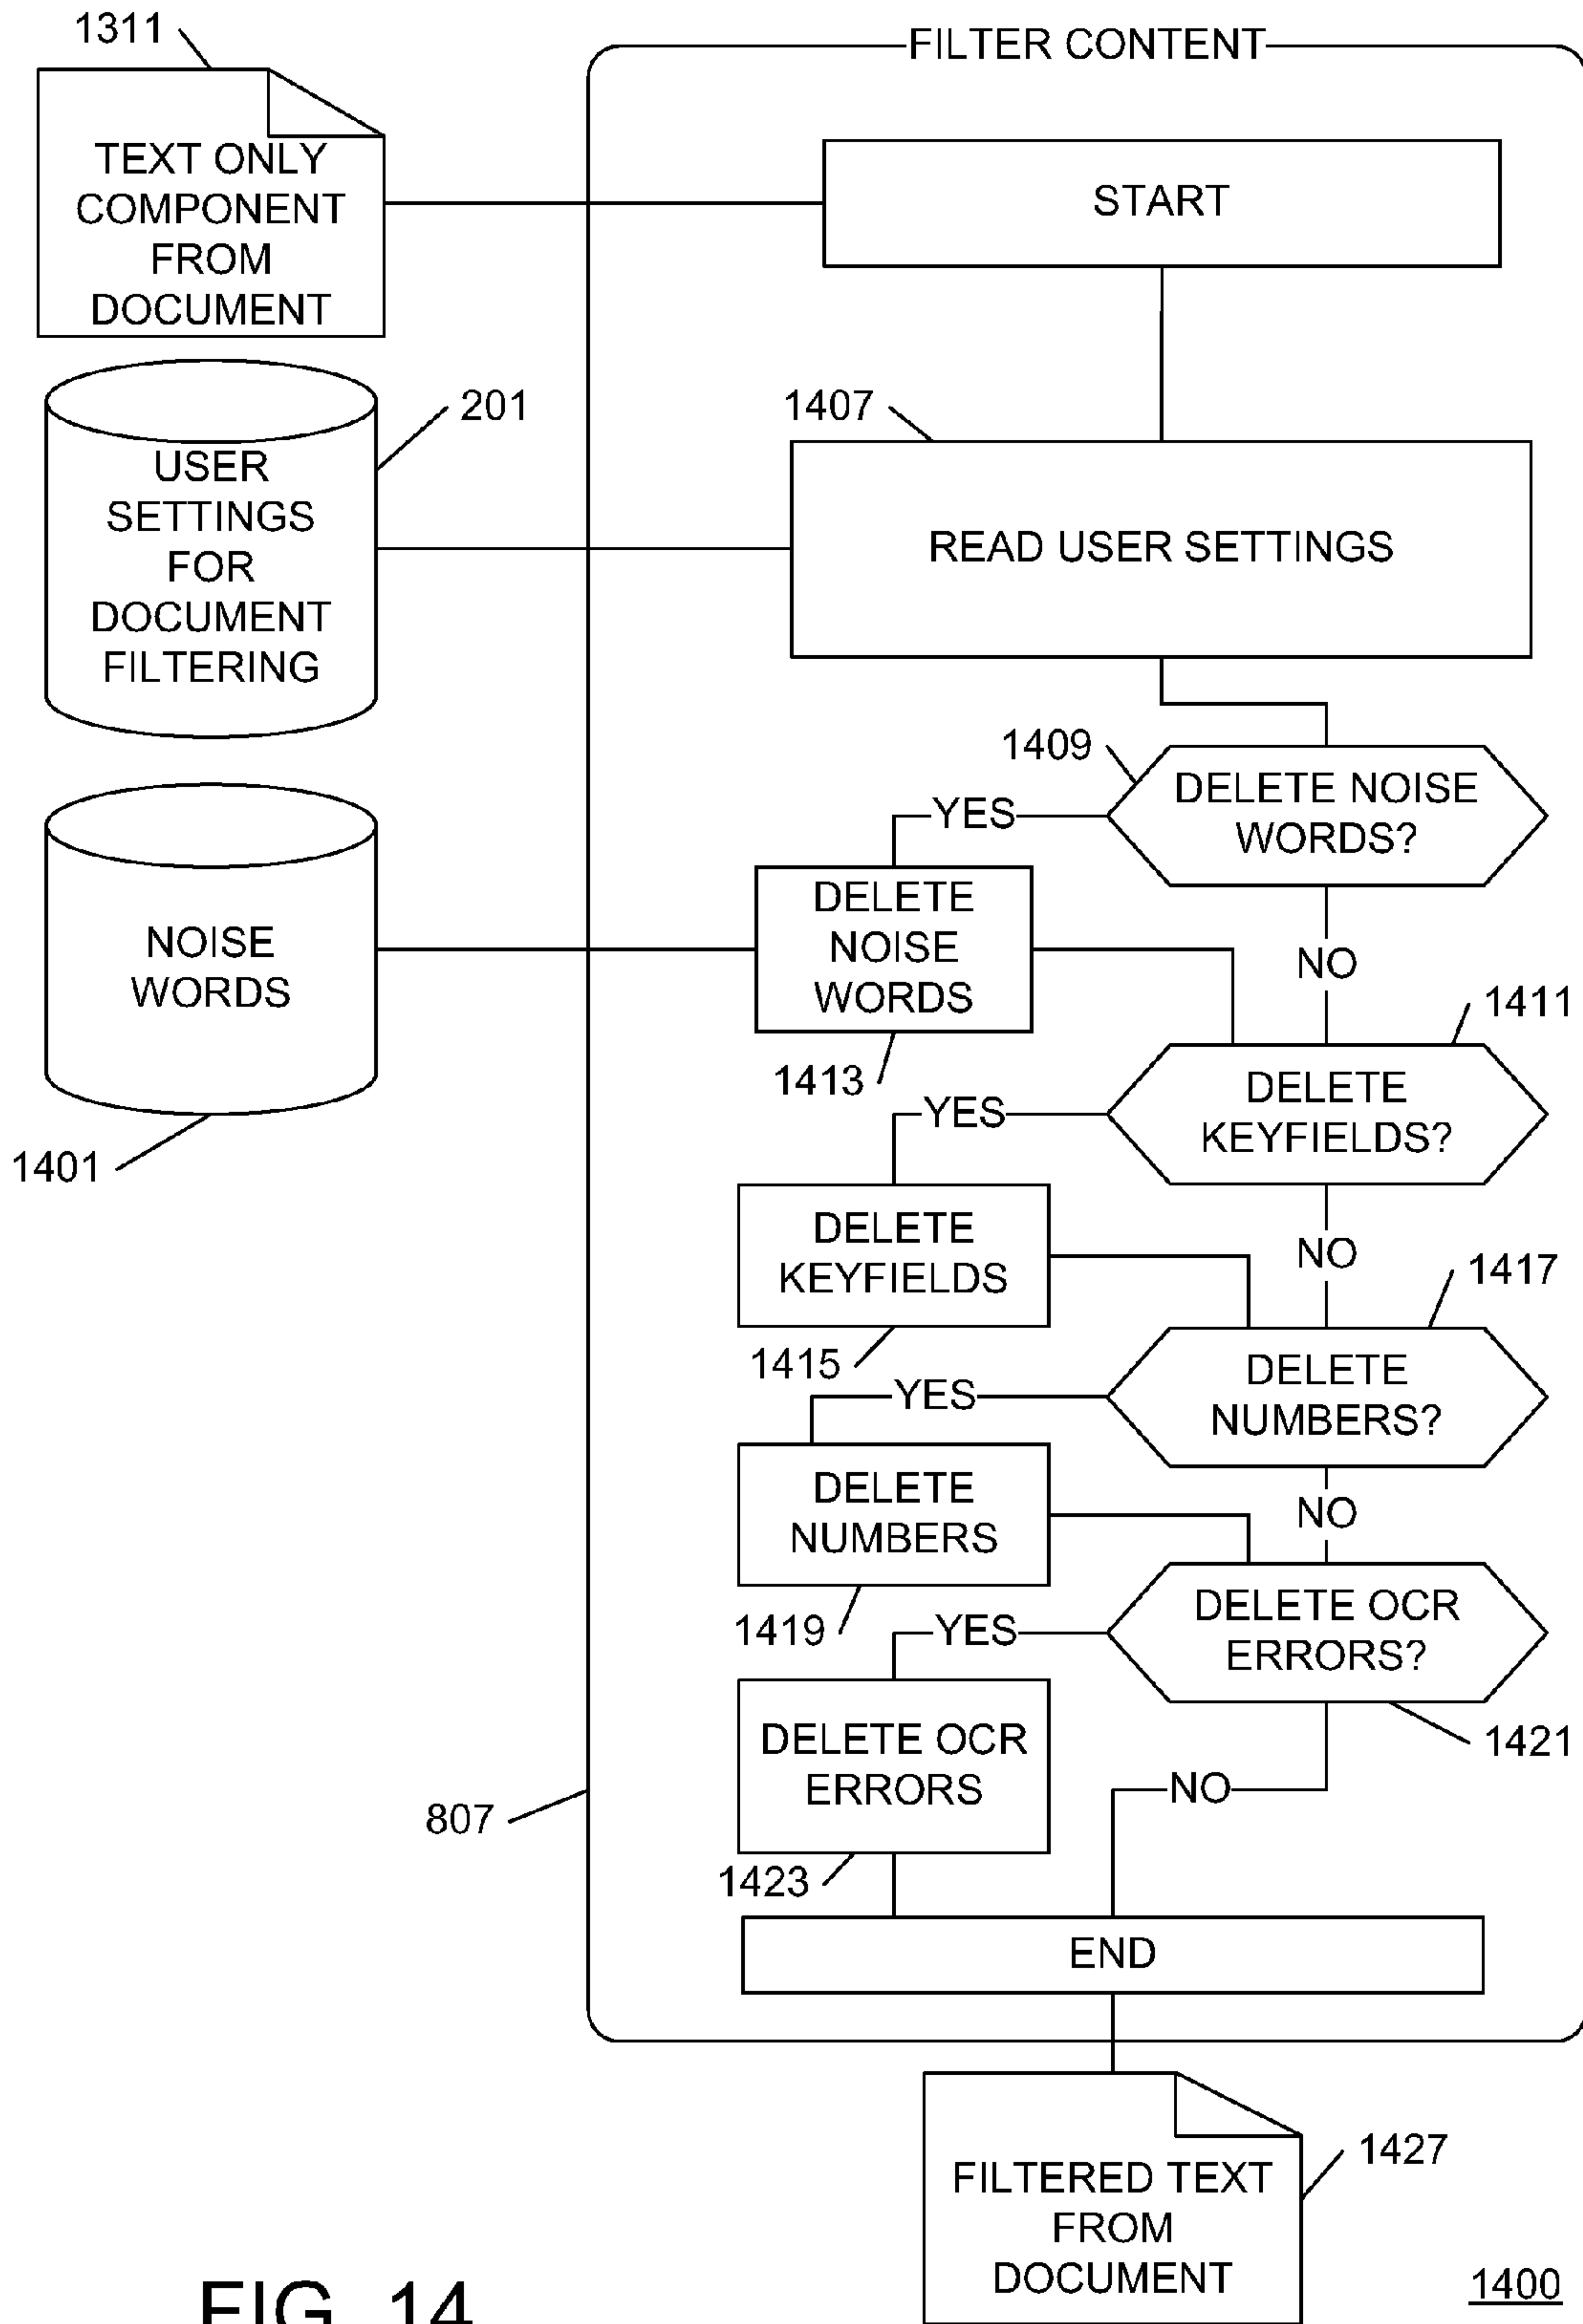 1311
FILTER CONTENT
TEXT ONLY
COMPONENT
FROM
DOCUMENT
START
201
USER
SETTINGS
FOR
DOCUMENT
FILTERING
1407
READ USER SETTINGS
1409
DELETE NOISE
WORDS?
YES
NO
NOISE
WORDS
1401
DELETE
NOISE
WORDS
1413
1411
DELETE
KEYFIELDS?
YES
NO
DELETE
KEYFIELDS
1415
1417
DELETE
NUMBERS?
YES
NO
DELETE
NUMBERS
1419
DELETE OCR
ERRORS?
YES
1421
NO
DELETE OCR
ERRORS
1423
807
END
FILTERED TEXT
FROM
DOCUMENT
1427
1400
FIG. 14